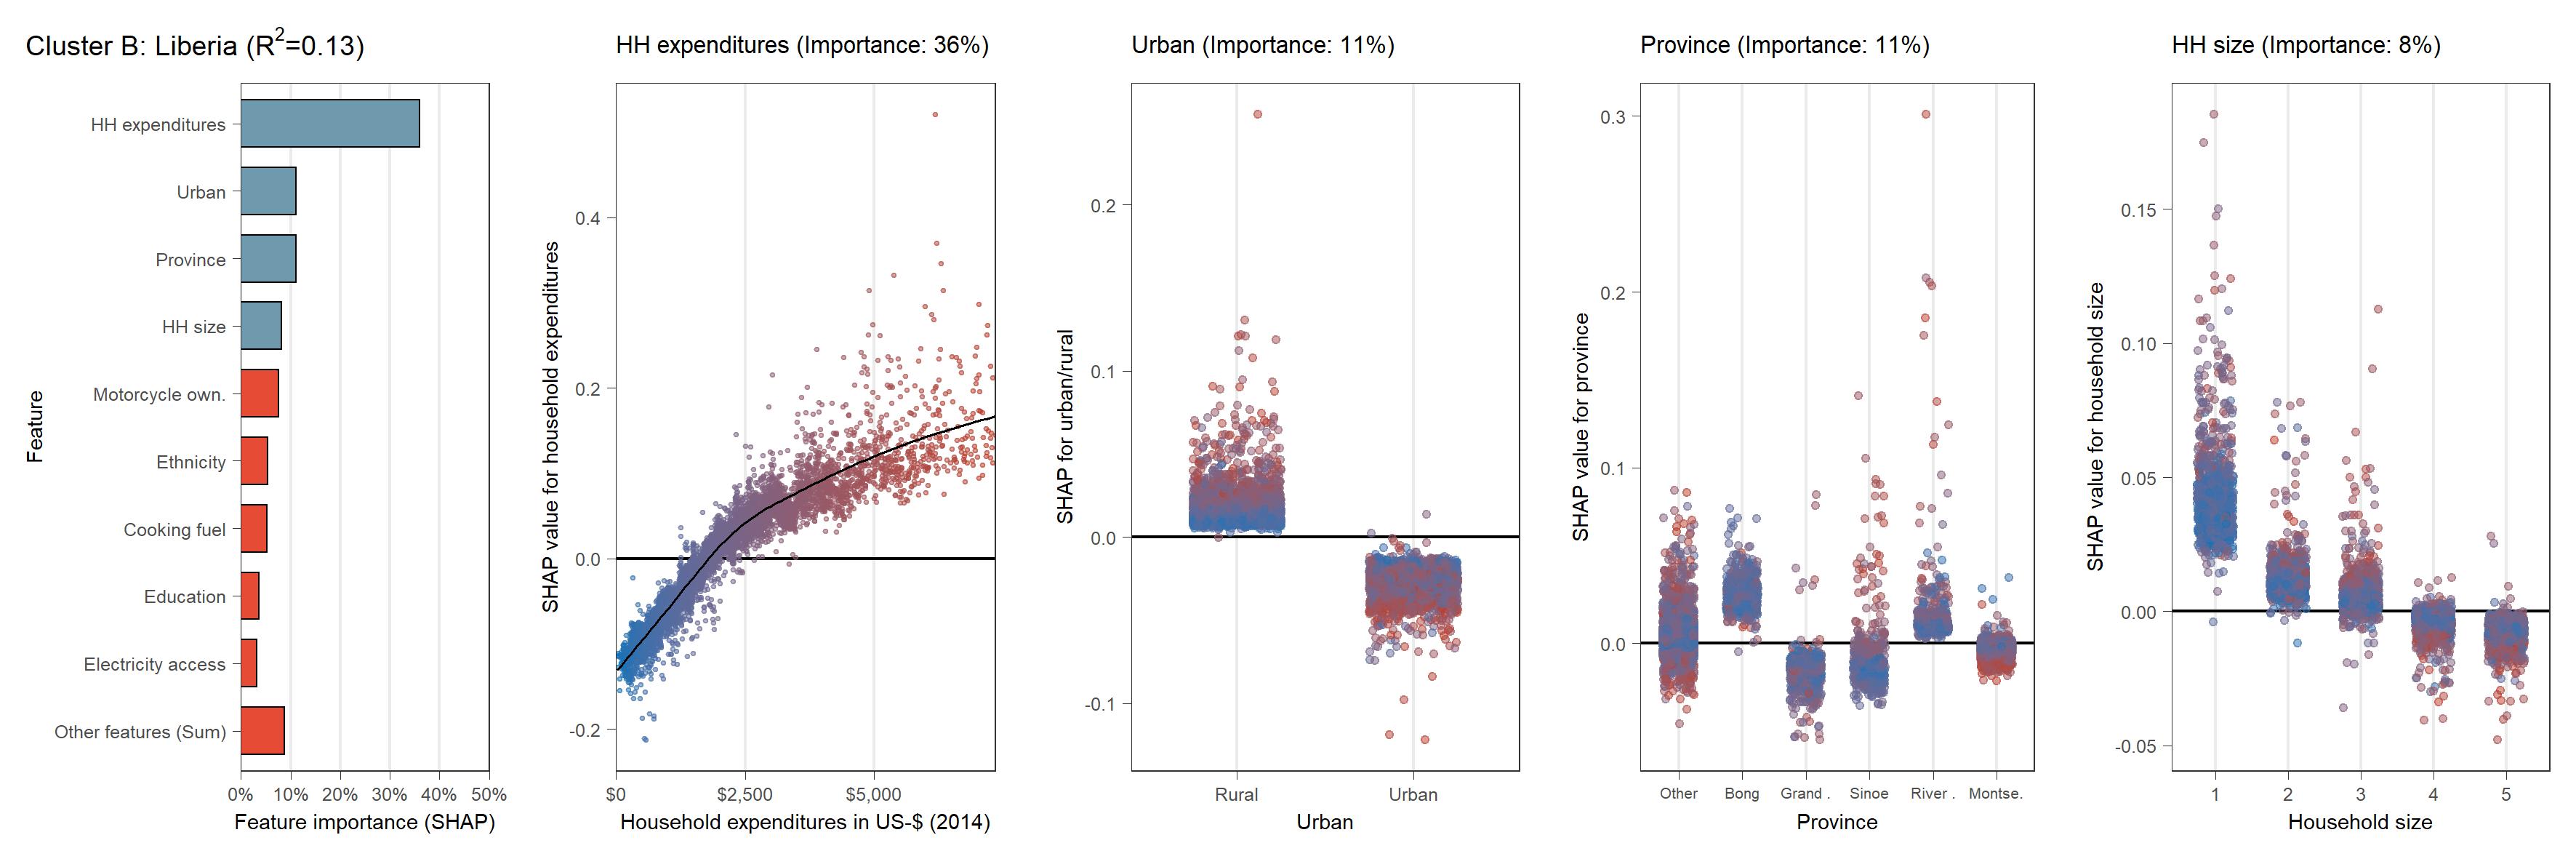 Cluster B: Liberia (R²=0.13)
Feature
HH expenditures
Urban
Province
HH size
Motorcycle own.
Ethnicity
Cooking fuel
Education
Electricity access
Other features (Sum)
0% 10% 20% 30% 40% 50%
Feature importance (SHAP)
HH expenditures (Importance: 36%)
SHAP value for household expenditures
0.4
0.2
0.0
-0.2
$0 $2,500 $5,000
Household expenditures in US-$ (2014)
Urban (Importance: 11%)
SHAP for urban/rural
0.2
0.1
0.0
-0.1
Rural Urban
Urban
Province (Importance: 11%)
SHAP value for province
0.3
0.2
0.1
0.0
Other Bong Grand . Sinoe River . Montse.
Province
HH size (Importance: 8%)
SHAP value for household size
0.15
0.10
0.05
0.00
-0.05
1 2 3 4 5
Household size